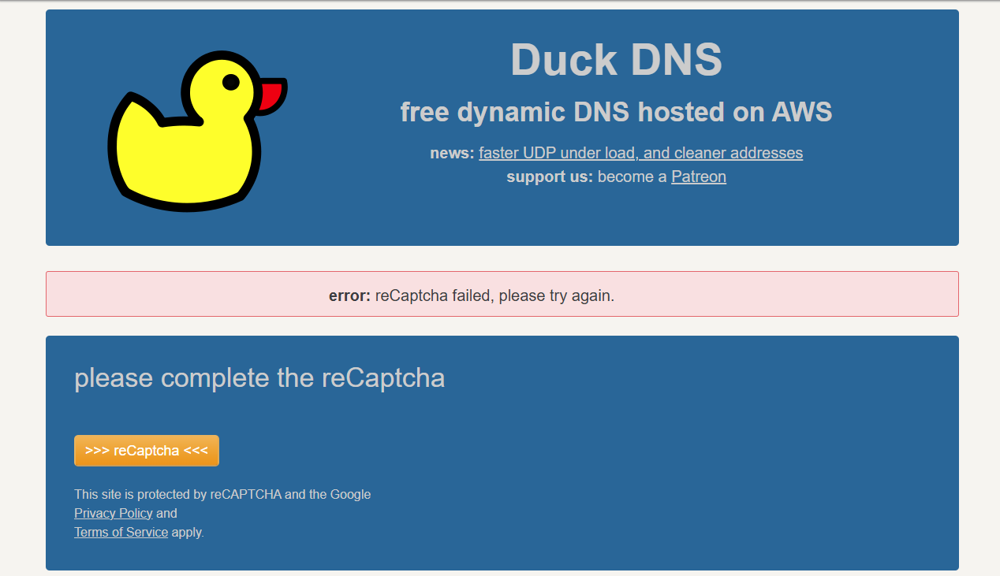 Duck DNS
free dynamic DNS hosted on AWS
news: faster UDP under load, and cleaner addresses
support us: become a Patreon
error: reCaptcha failed, please try again.
please complete the reCaptcha
>>> reCaptcha <<<
This site is protected by reCAPTCHA and the Google
Privacy Policy and
Terms of Service apply.